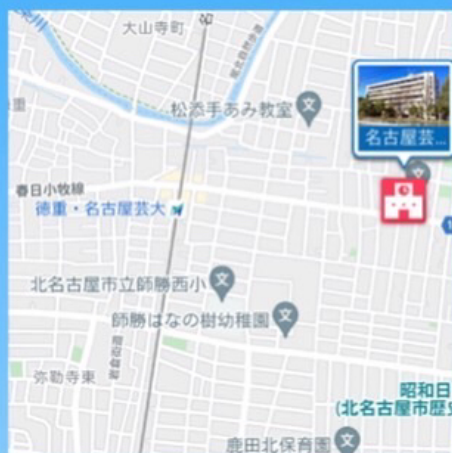 大山寺町
松添手あみ教室
名古屋芸...
春日小牧線
徳重・名古屋芸大
北名古屋市立師勝西小
師勝はなの樹幼稚園
弥勒寺東
昭和日
(北名古屋市歴史
鹿田北保育園